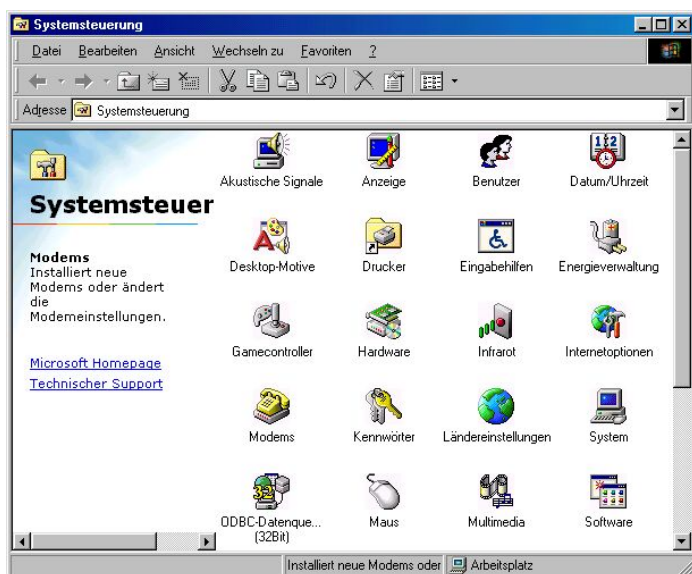 Systemsteuerung
Datei Bearbeiten Ansicht Wechseln zu Favoriten ?
Adresse Systemsteuerung
Systemsteuer
Modems
Installiert neue
Modems oder ändert
die
Modemeinstellungen.
Microsoft Homepage
Technischer Support
Akustische Signale Anzeige Benutzer Datum/Uhrzeit
Desktop-Motive Drucker Eingabehilfen Energieverwaltung
Gamecontroller Hardware Infrarot Internetoptionen
Modems Kennwörter Ländereinstellungen System
ODBC-Datenque... Maus Multimedia Software
(32Bit)
Installiert neue Modems oder Arbeitsplatz